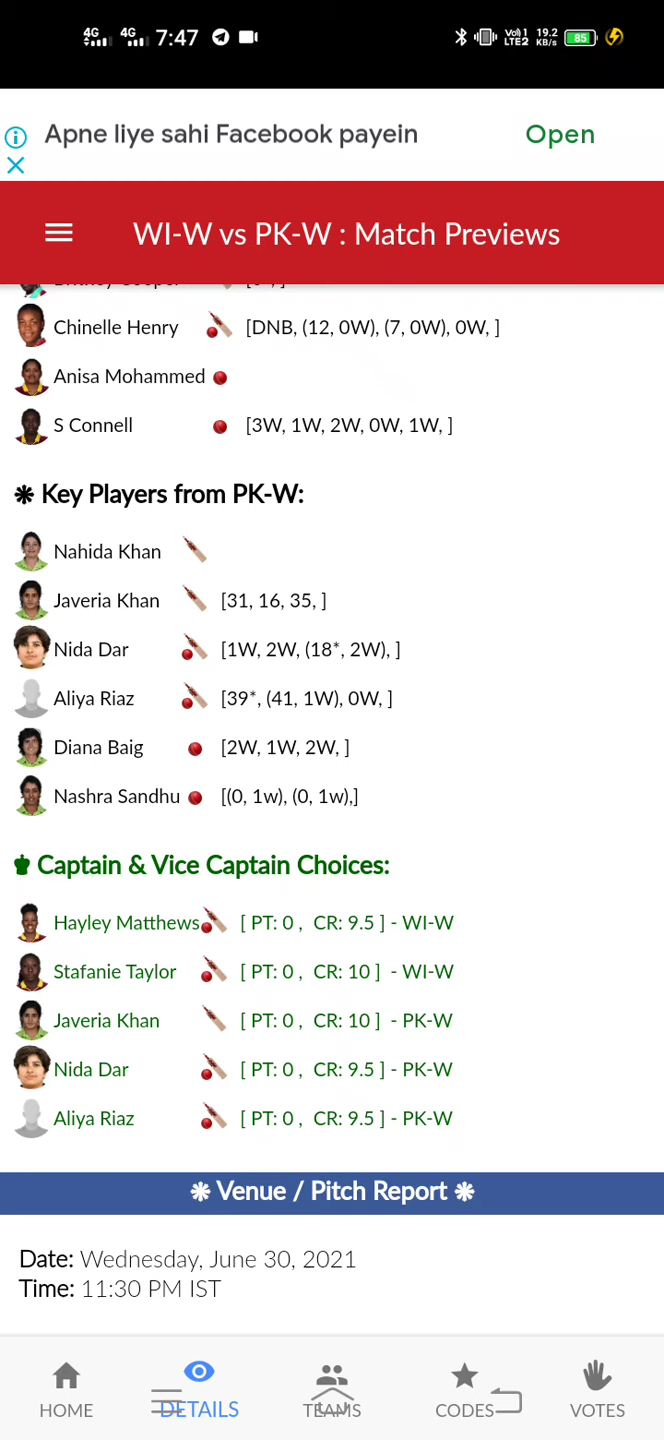 4G 4G 7:47 Vo) 1 LTE2 19.2 KB/s 85
Apne liye sahi Facebook payein Open
WI-W vs PK-W : Match Previews
Chinelle Henry [DNB, (12, 0W), (7, 0W), 0W, ]
Anisa Mohammed
S Connell [3W, 1W, 2W, 0W, 1W, ]
❋ Key Players from PK-W:
Nahida Khan
Javeria Khan [31, 16, 35, ]
Nida Dar [1W, 2W, (18*, 2W), ]
Aliya Riaz [39*, (41, 1W), 0W, ]
Diana Baig [2W, 1W, 2W, ]
Nashra Sandhu [(0, 1w), (0, 1w),]
Captain & Vice Captain Choices:
Hayley Matthews [ PT: 0 , CR: 9.5 ] - WI-W
Stafanie Taylor [ PT: 0 , CR: 10 ] - WI-W
Javeria Khan [ PT: 0 , CR: 10 ] - PK-W
Nida Dar [ PT: 0 , CR: 9.5 ] - PK-W
Aliya Riaz [ PT: 0 , CR: 9.5 ] - PK-W
❋ Venue / Pitch Report ❋
Date: Wednesday, June 30, 2021
Time: 11:30 PM IST
HOME DETAILS TEAMS CODES VOTES